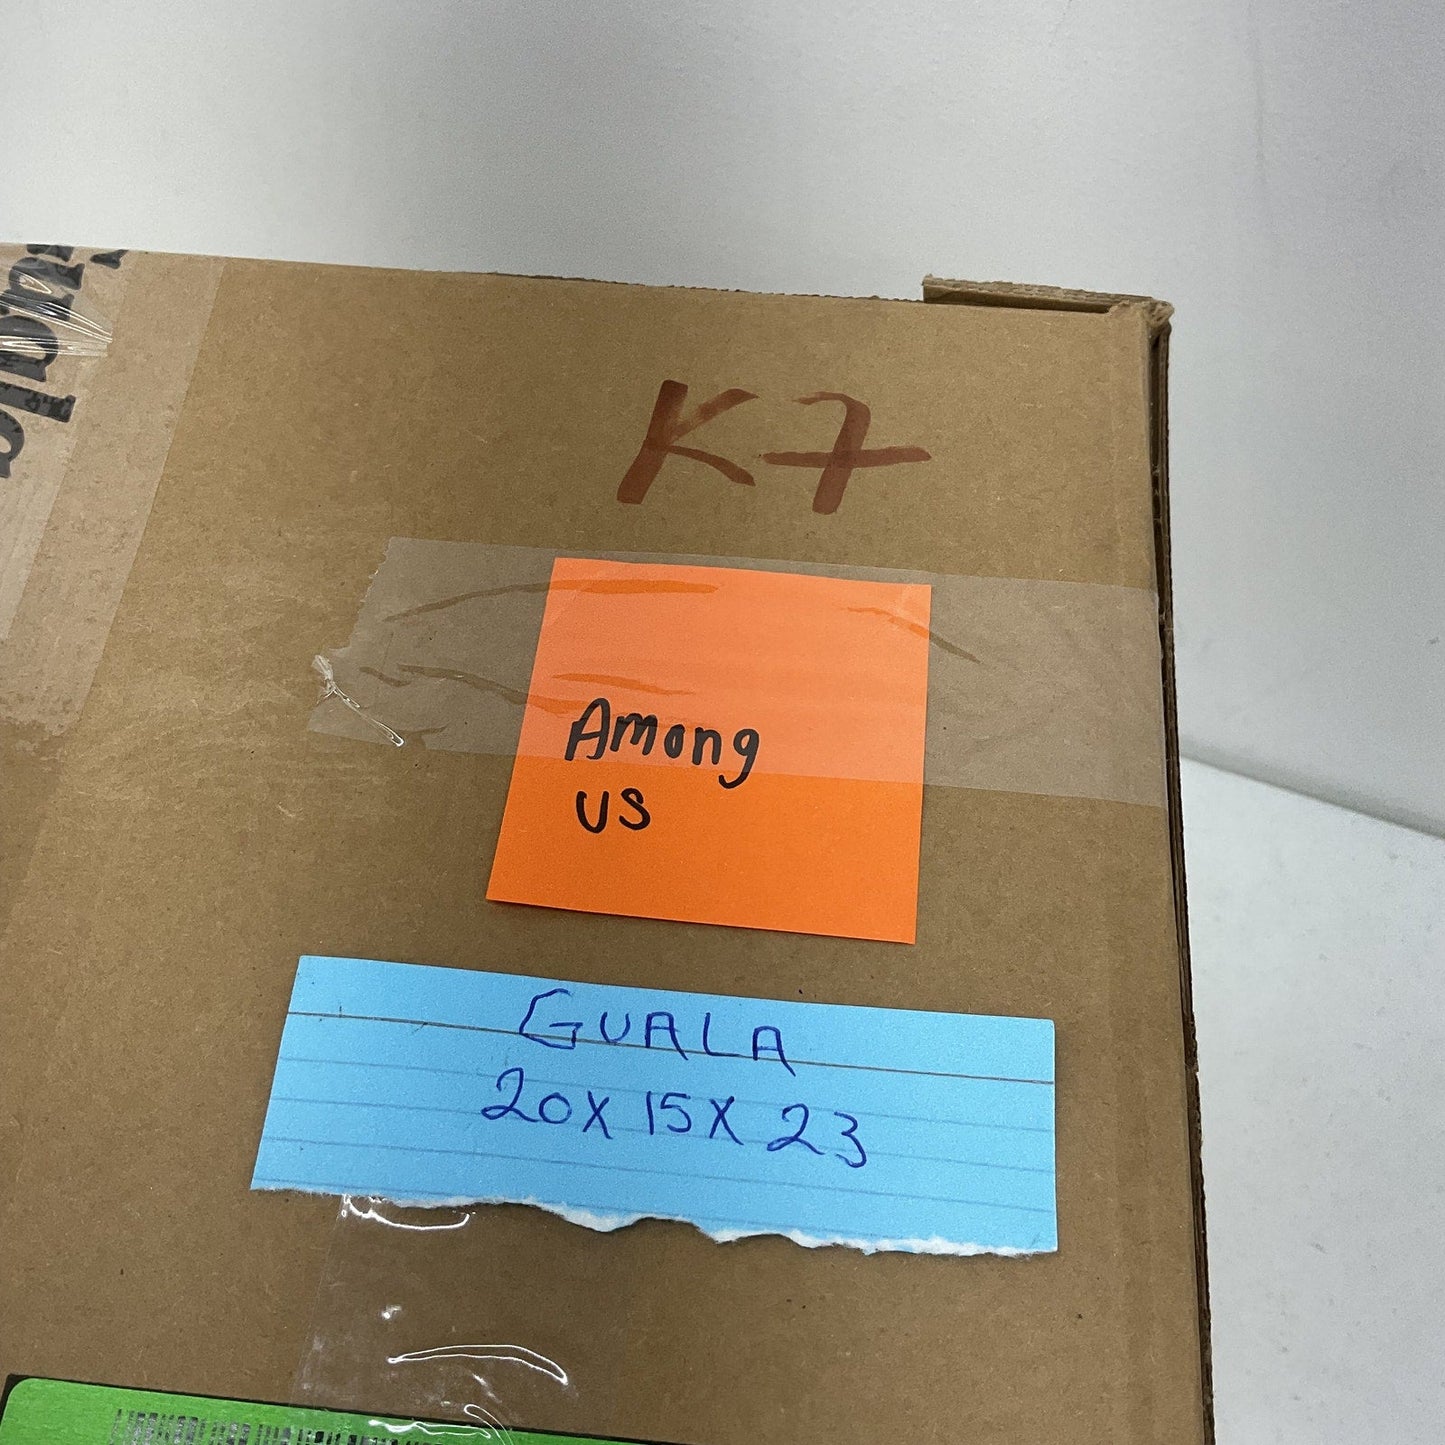 K7
Among
us
GUALA
20X15X23